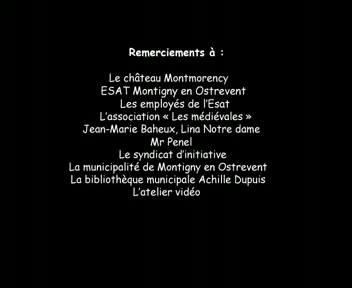 Remerciements à :
Le château Montmorency
ESAT Montigny en Ostrevent
Les employés de l'Esat
L'association « Les médiévales »
Jean-Marie Baheux, Lina Notre dame
Mr Penel
Le syndicat d'initiative
La municipalité de Montigny en Ostrevent
La bibliothèque municipale Achille Dupuis
L'atelier vidéo